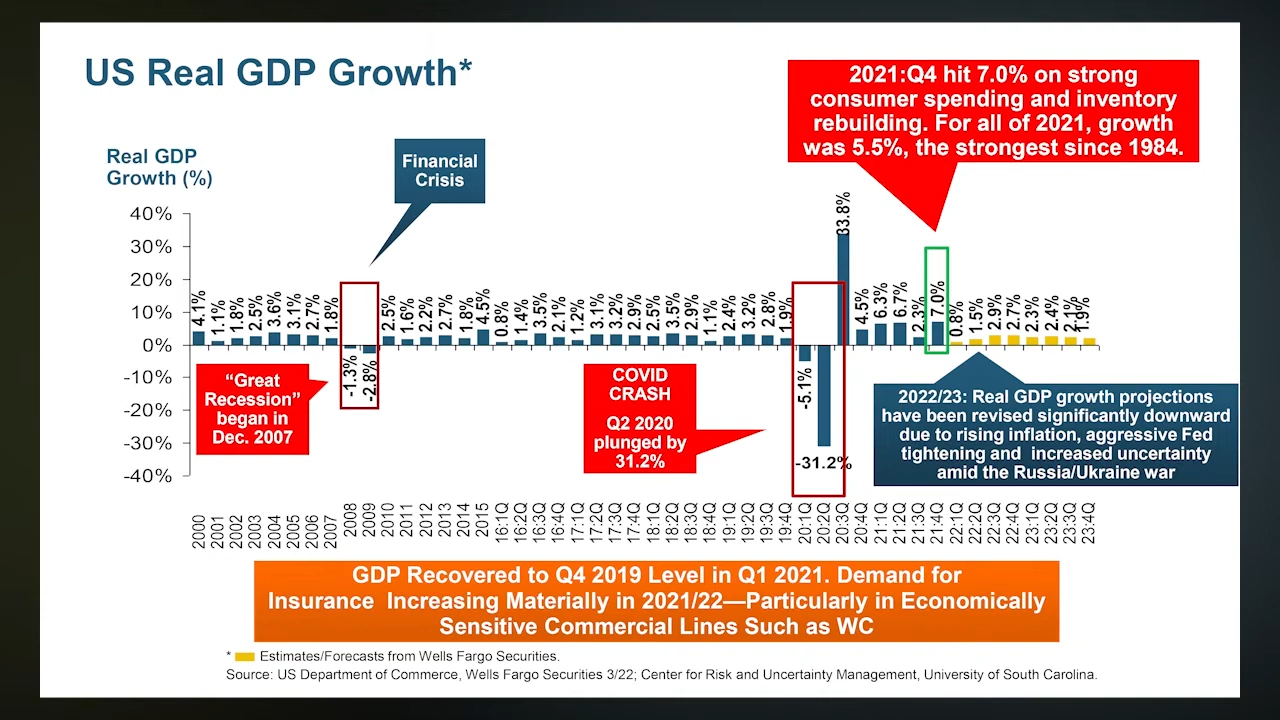 US Real GDP Growth*
2021:Q4 hit 7.0% on strong
consumer spending and inventory
rebuilding. For all of 2021, growth
was 5.5%, the strongest since 1984.
Real GDP
Growth (%)
Financial
Crisis
40%
30%
20%
10%
0%
-10%
-20%
-30%
-40%
4.1%
1.1%
1.8%
2.5%
3.6%
3.1%
2.7%
1.8%
-1.3%
-2.8%
2.5%
1.6%
2.2%
2.7%
1.8%
4.5%
0.8%
1.4%
3.5%
2.1%
1.2%
3.1%
3.2%
2.9%
2.5%
3.5%
2.9%
1.1%
2.4%
3.2%
2.8%
1.9%
-5.1%
-31.2%
33.8%
4.5%
6.3%
6.7%
2.3%
7.0%
0.8%
1.5%
2.9%
2.7%
2.3%
2.4%
2.1%
1.9%
“Great
Recession”
began in
Dec. 2007
COVID
CRASH
Q2 2020
plunged by
31.2%
2022/23: Real GDP growth projections
have been revised significantly downward
due to rising inflation, aggressive Fed
tightening and increased uncertainty
amid the Russia/Ukraine war
2000
2001
2002
2003
2004
2005
2006
2007
2008
2009
2010
2011
2012
2013
2014
2015
16:1Q
16:2Q
16:3Q
16:4Q
17:1Q
17:2Q
17:3Q
17:4Q
18:1Q
18:2Q
18:3Q
18:4Q
19:1Q
19:2Q
19:3Q
19:4Q
20:1Q
20:2Q
20:3Q
20:4Q
21:1Q
21:2Q
21:3Q
21:4Q
22:1Q
22:2Q
22:3Q
22:4Q
23:1Q
23:2Q
23:3Q
23:4Q
GDP Recovered to Q4 2019 Level in Q1 2021. Demand for
Insurance Increasing Materially in 2021/22—Particularly in Economically
Sensitive Commercial Lines Such as WC
* Estimates/Forecasts from Wells Fargo Securities.
Source: US Department of Commerce, Wells Fargo Securities 3/22; Center for Risk and Uncertainty Management, University of South Carolina.